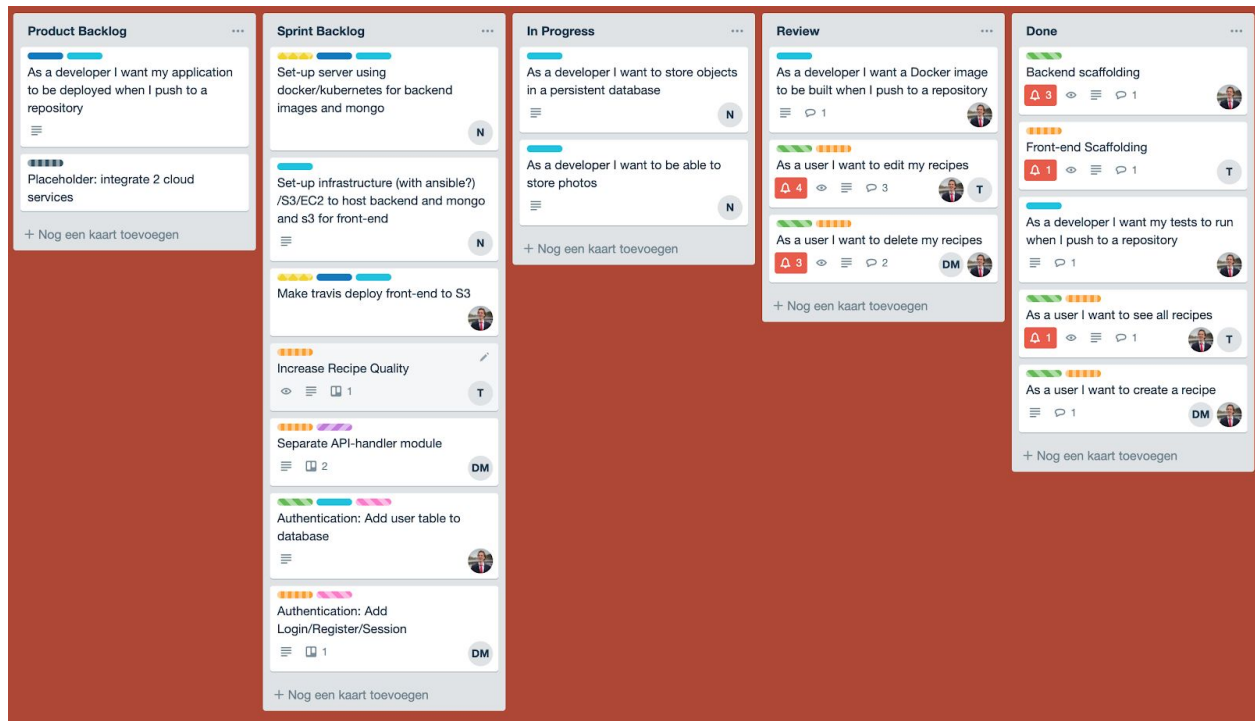 Product Backlog
As a developer I want my application
to be deployed when I push to a
repository
Placeholder: integrate 2 cloud
services
+ Nog een kaart toevoegen
Sprint Backlog
Set-up server using
docker/kubernetes for backend
images and mongo
N
Set-up infrastructure (with ansible?)
/S3/EC2 to host backend and mongo
and s3 for front-end
N
Make travis deploy front-end to S3
Increase Recipe Quality
1
T
Separate API-handler module
2
DM
Authentication: Add user table to
database
Authentication: Add
Login/Register/Session
1
DM
+ Nog een kaart toevoegen
In Progress
As a developer I want to store objects
in a persistent database
N
As a developer I want to be able to
store photos
N
+ Nog een kaart toevoegen
Review
As a developer I want a Docker image
to be built when I push to a repository
1
As a user I want to edit my recipes
4 3
T
As a user I want to delete my recipes
3 2
DM
+ Nog een kaart toevoegen
Done
Backend scaffolding
3 1
Front-end Scaffolding
1 1
T
As a developer I want my tests to run
when I push to a repository
1
As a user I want to see all recipes
1 1
T
As a user I want to create a recipe
1
DM
+ Nog een kaart toevoegen